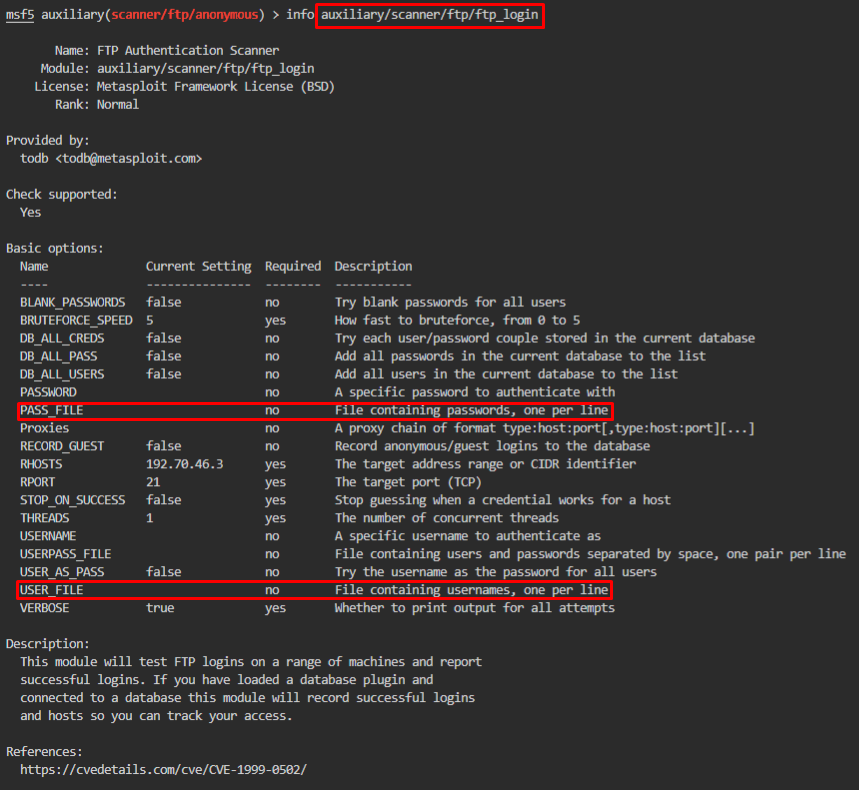 msf5 auxiliary(scanner/ftp/anonymous) > info auxiliary/scanner/ftp/ftp_login
Name: FTP Authentication Scanner
Module: auxiliary/scanner/ftp/ftp_login
License: Metasploit Framework License (BSD)
Rank: Normal
Provided by:
todb <todb@metasploit.com>
Check supported:
Yes
Basic options:
Name Current Setting Required Description
---- --------------- -------- -----------
BLANK_PASSWORDS false no Try blank passwords for all users
BRUTEFORCE_SPEED 5 yes How fast to bruteforce, from 0 to 5
DB_ALL_CREDS false no Try each user/password couple stored in the current database
DB_ALL_PASS false no Add all passwords in the current database to the list
DB_ALL_USERS false no Add all users in the current database to the list
PASSWORD no A specific password to authenticate with
PASS_FILE no File containing passwords, one per line
Proxies no A proxy chain of format type:host:port[,type:host:port][...]
RECORD_GUEST false no Record anonymous/guest logins to the database
RHOSTS 192.70.46.3 yes The target address range or CIDR identifier
RPORT 21 yes The target port (TCP)
STOP_ON_SUCCESS false yes Stop guessing when a credential works for a host
THREADS 1 yes The number of concurrent threads
USERNAME no A specific username to authenticate as
USERPASS_FILE no File containing users and passwords separated by space, one pair per line
USER_AS_PASS false no Try the username as the password for all users
USER_FILE no File containing usernames, one per line
VERBOSE true yes Whether to print output for all attempts
Description:
This module will test FTP logins on a range of machines and report
successful logins. If you have loaded a database plugin and
connected to a database this module will record successful logins
and hosts so you can track your access.
References:
https://cvedetails.com/cve/CVE-1999-0502/